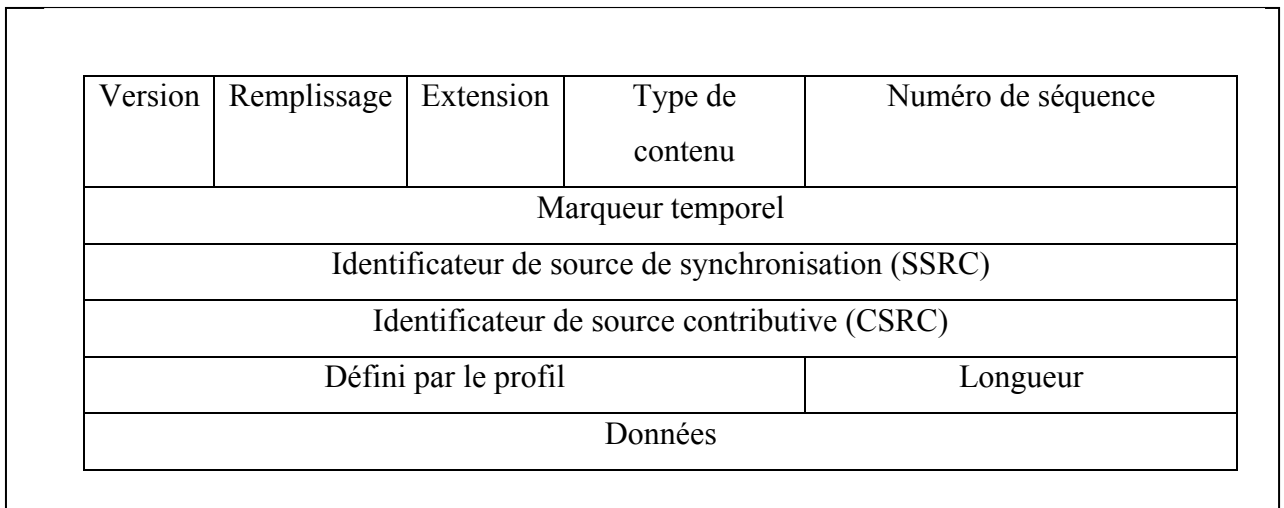 Version Remplissage Extension Type de contenu Numéro de séquence
Marqueur temporel
Identificateur de source de synchronisation (SSRC)
Identificateur de source contributive (CSRC)
Défini par le profil Longueur
Données